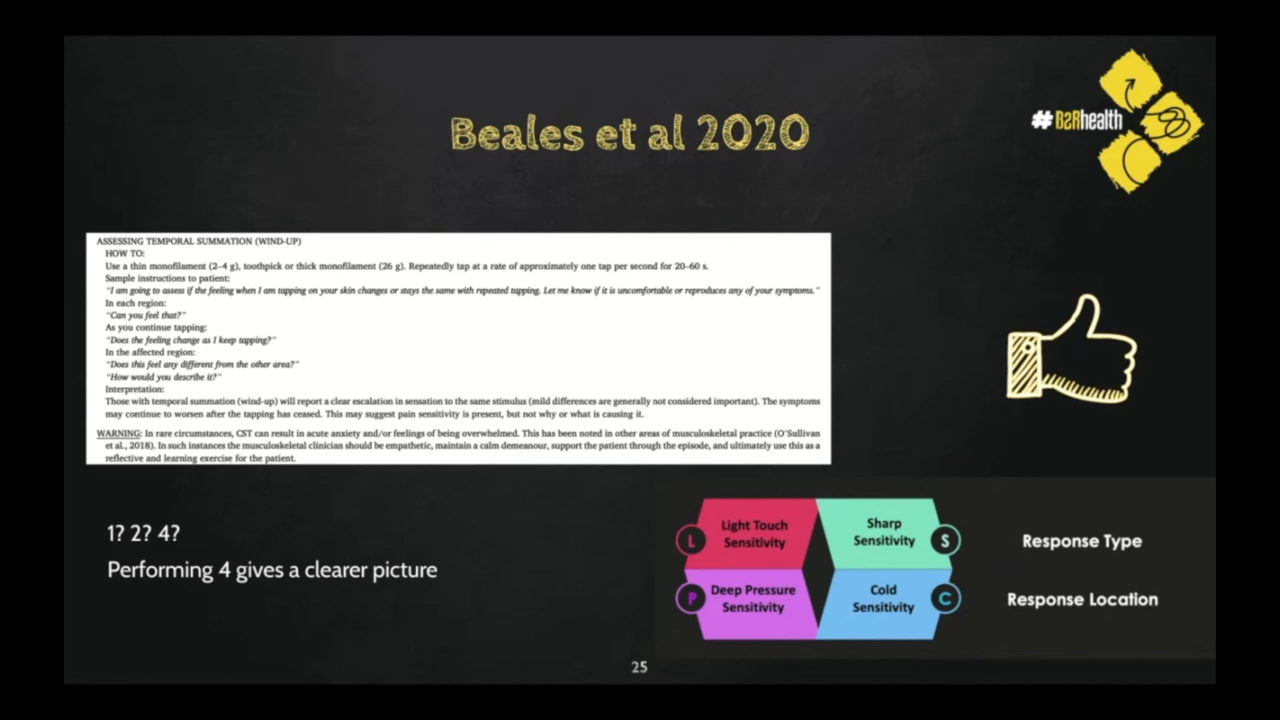 Beales et al 2020
#B2Rhealth
ASSESSING TEMPORAL SUMMATION (WIND-UP)
HOW TO:
Use a thin monofilament (2–4 g), toothpick or thick monofilament (26 g). Repeatedly tap at a rate of approximately one tap per second for 20–60 s.
Sample instructions to patient:
"I am going to assess if the feeling when I am tapping on your skin changes or stays the same with repeated tapping. Let me know if it is uncomfortable or reproduces any of your symptoms."
In each region:
"Can you feel that?"
As you continue tapping:
"Does the feeling change as I keep tapping?"
In the affected region:
"Does this feel any different from the other area?"
"How would you describe it?"
Interpretation:
Those with temporal summation (wind-up) will report a clear escalation in sensation to the same stimulus (mild differences are generally not considered important). The symptoms
may continue to worsen after the tapping has ceased. This may suggest pain sensitivity is present, but not why or what is causing it.
WARNING: In rare circumstances, CST can result in acute anxiety and/or feelings of being overwhelmed. This has been noted in other areas of musculoskeletal practice (O'Sullivan
et al., 2018). In such instances the musculoskeletal clinician should be empathetic, maintain a calm demeanour, support the patient through the episode, and ultimately use this as a
reflective and learning exercise for the patient.
1? 2? 4?
Performing 4 gives a clearer picture
L
Light Touch
Sensitivity
Sharp
Sensitivity
S
Response Type
P
Deep Pressure
Sensitivity
Cold
Sensitivity
C
Response Location
25